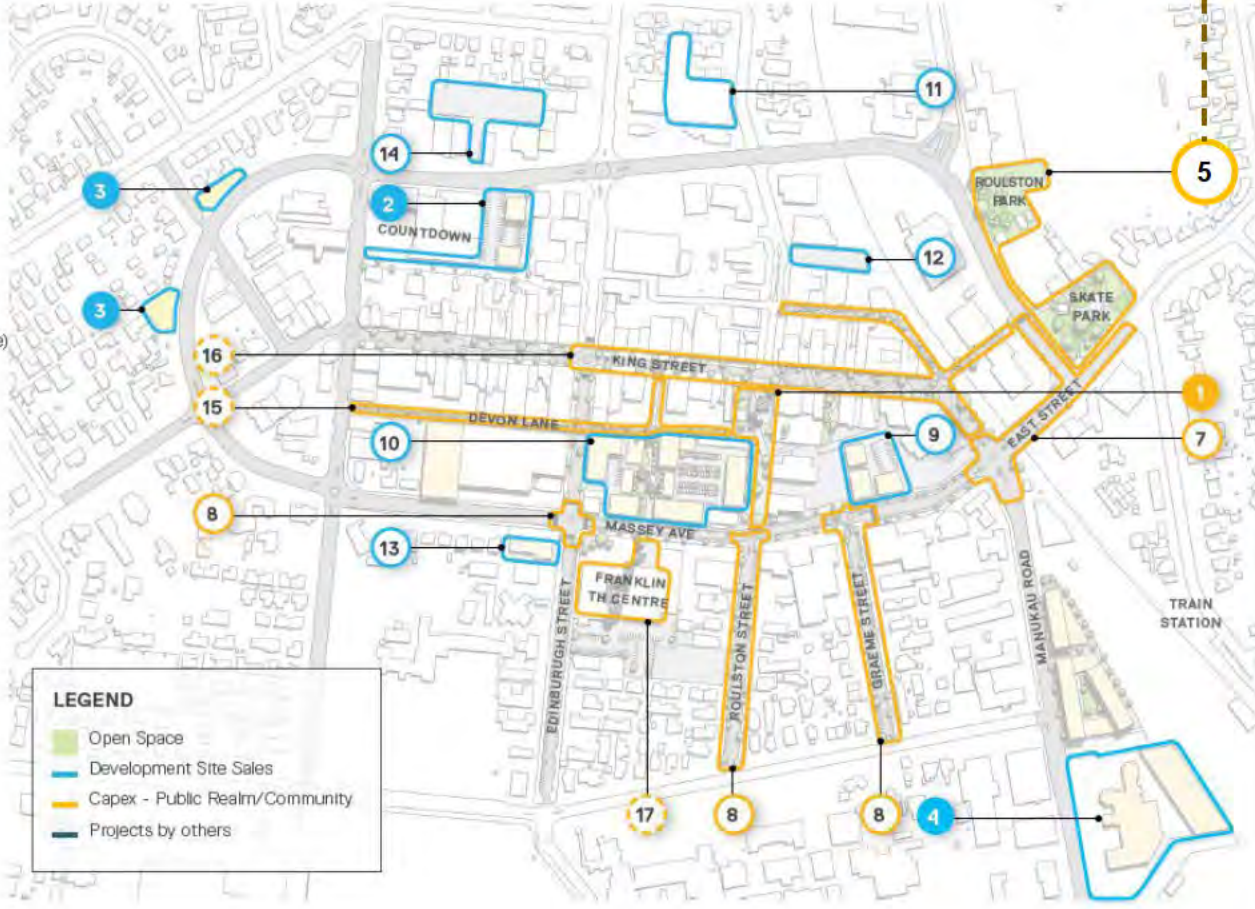 11
5
ROULSTON
PARK
14
3
2
COUNTDOWN
12
SKATE
PARK
3
e)
16
KING STREET
1
15
DEVON LANE
EAST STREET
7
10
9
8
MASSEY AVE
13
FRANKLIN
TH CENTRE
EDINBURUGH STREET
ROULSTON STREET
GRAEME STREET
MANUKAU ROAD
TRAIN
STATION
LEGEND
Open Space
Development Site Sales
Capex - Public Realm/Community
Projects by others
17
8
8
4